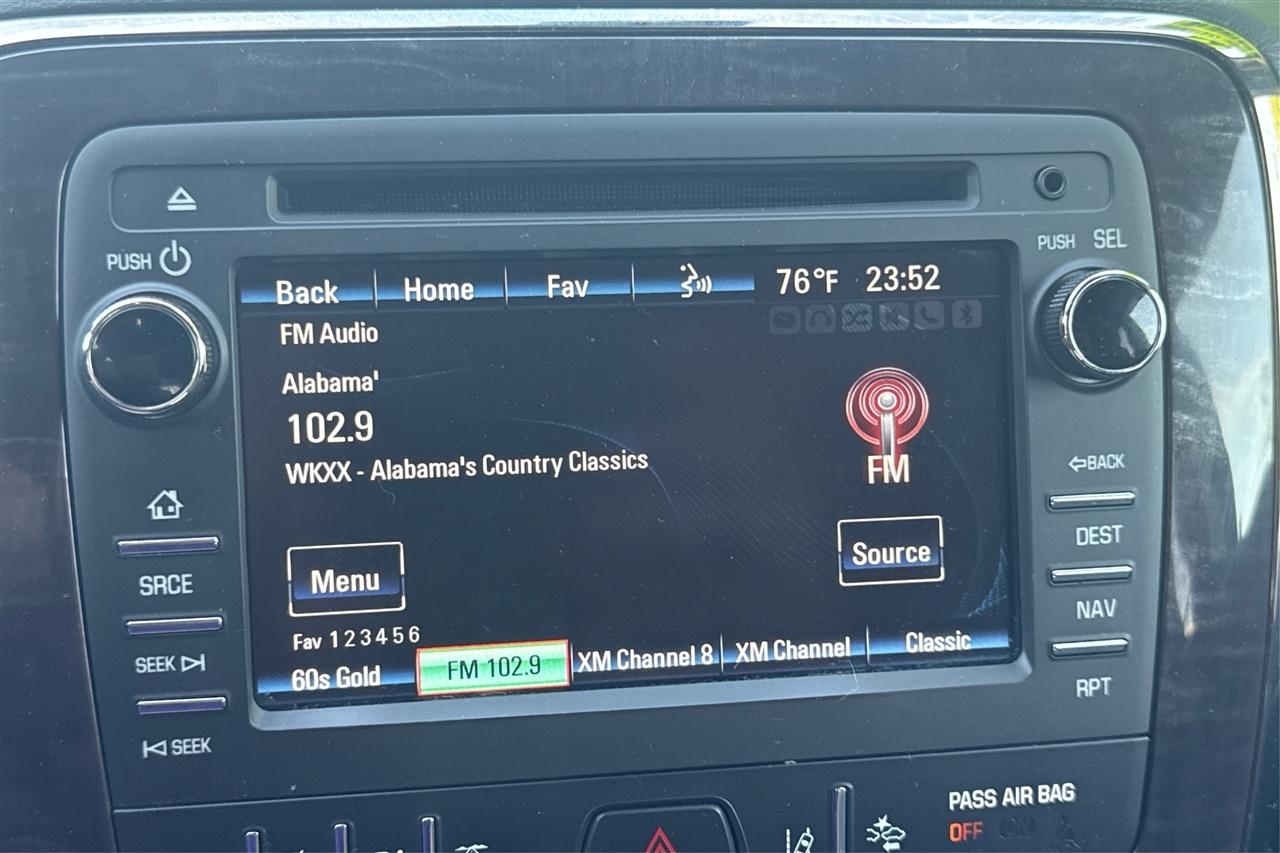 PUSH
PUSH SEL
Back Home Fav 76°F 23:52
FM Audio
Alabama'
102.9
WKXX - Alabama's Country Classics
FM
BACK
DEST
SRCE
Menu
Source
NAV
Fav 1 2 3 4 5 6
SEEK
60s Gold FM 102.9 XM Channel 8 XM Channel Classic
RPT
SEEK
PASS AIR BAG
OFF